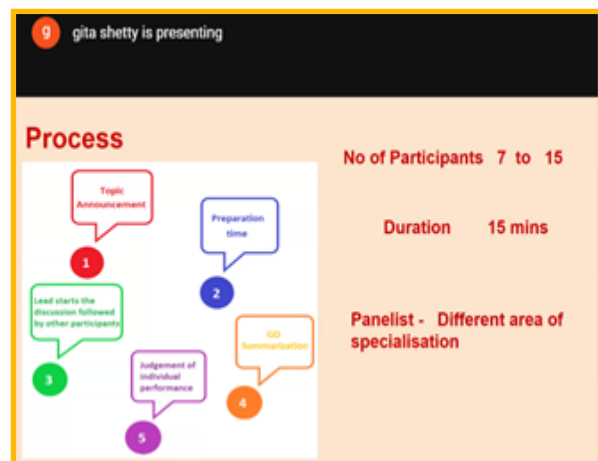 g gita shetty is presenting
Process
Topic
Announcement
1
Preparation
time
2
Lead starts the
discussion followed
by other participants
3
GD
Summarization
4
Judgement of
individual
performance
5
No of Participants 7 to 15
Duration 15 mins
Panelist - Different area of
specialisation